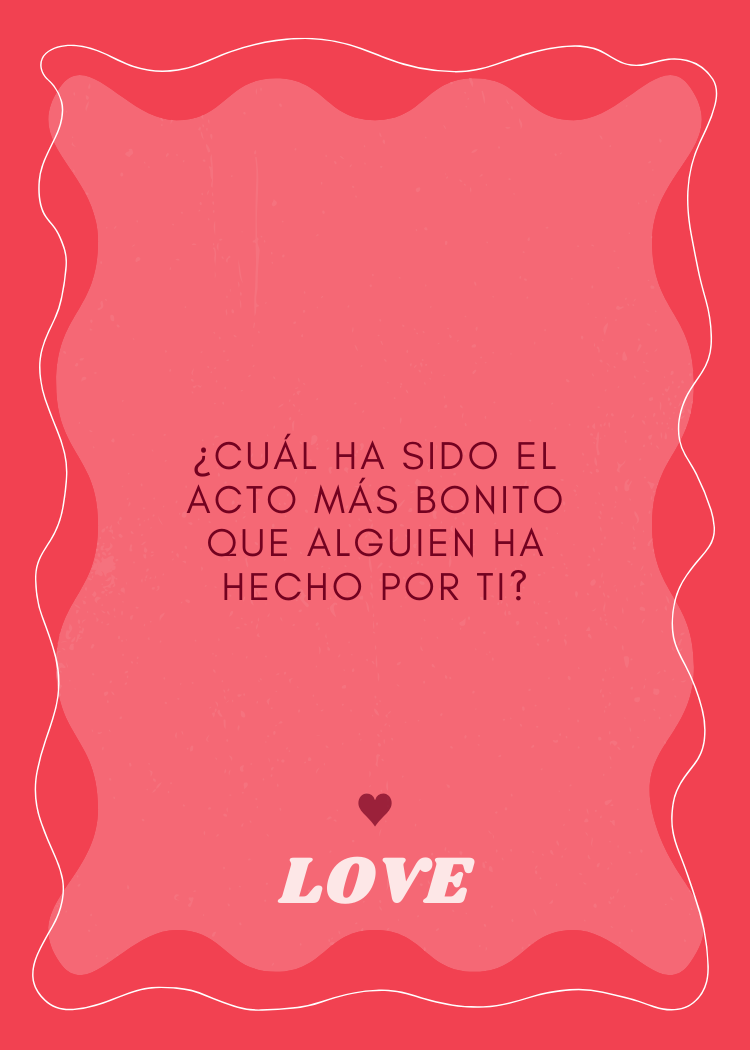 ¿CUÁL HA SIDO EL
ACTO MÁS BONITO
QUE ALGUIEN HA
HECHO POR TI?
LOVE